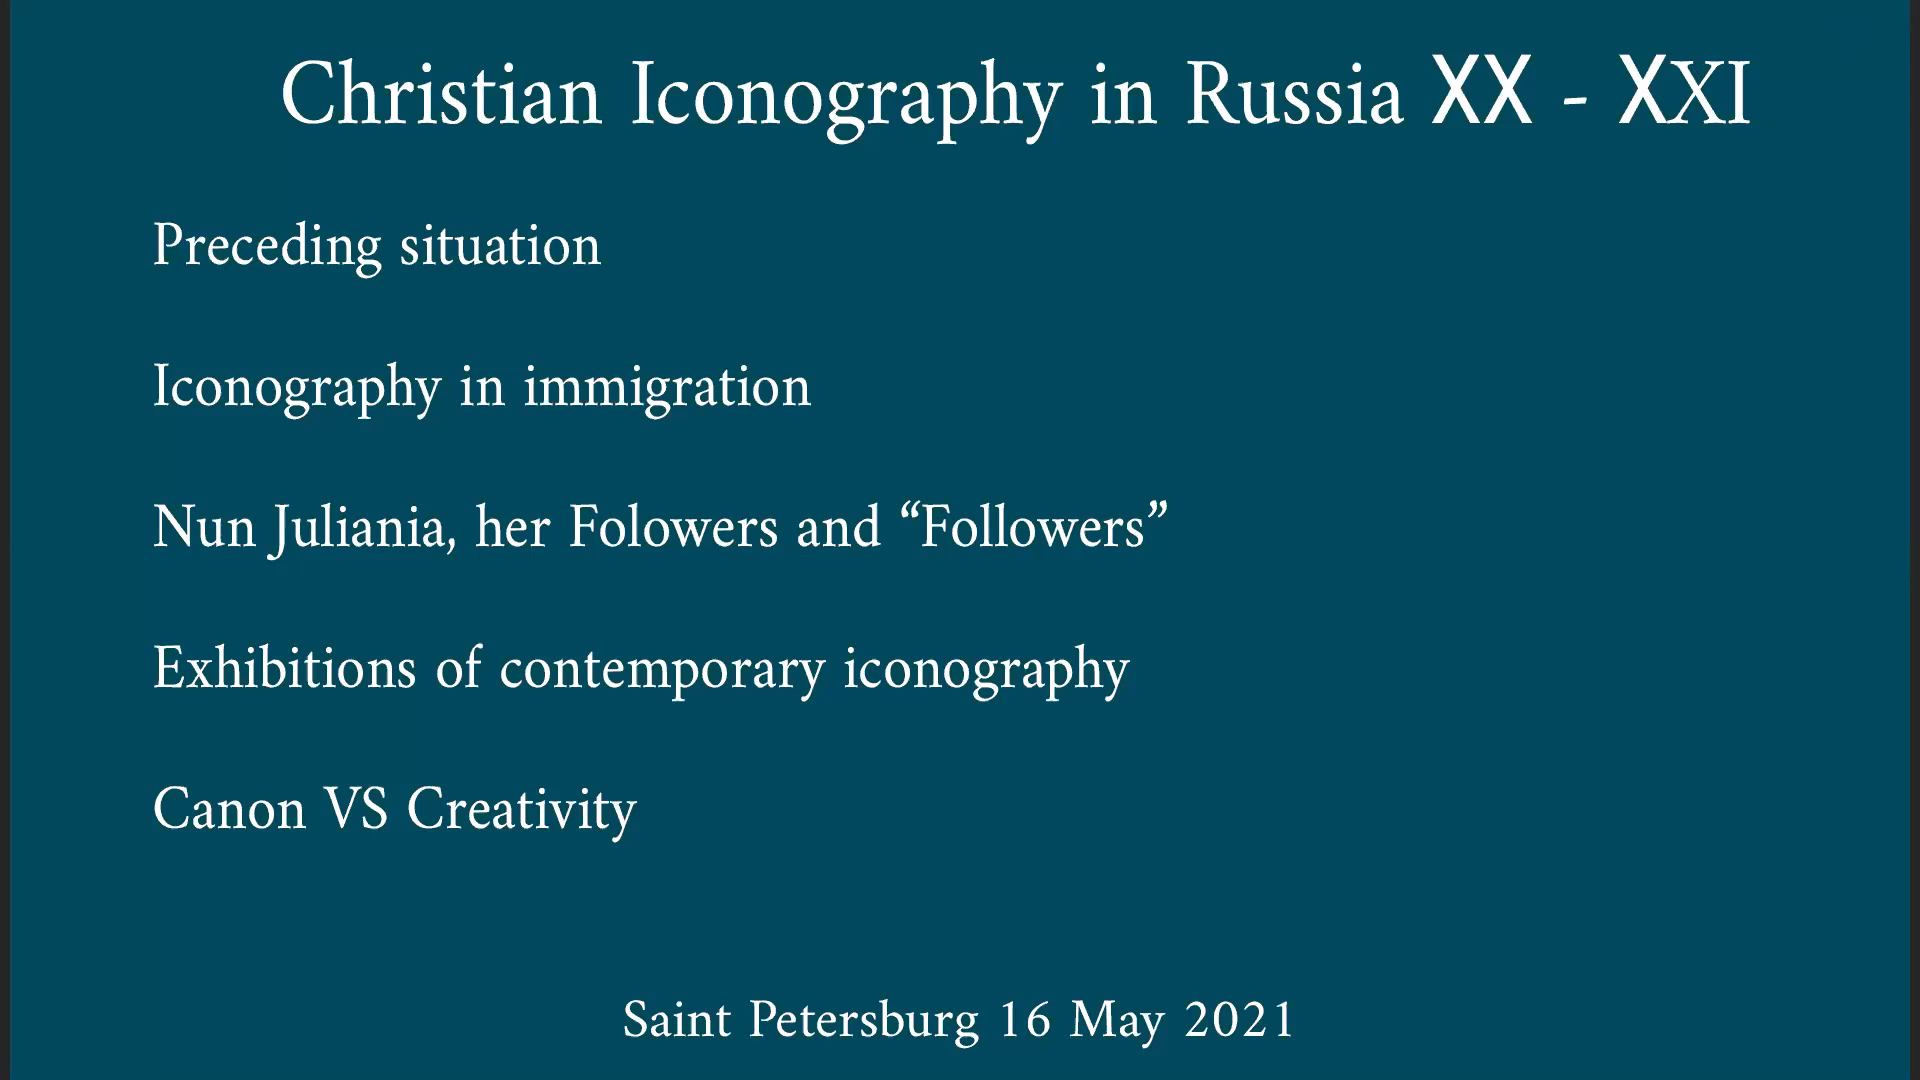 Christian Iconography in Russia XX - XXI
Preceding situation
Iconography in immigration
Nun Juliania, her Folowers and “Followers”
Exhibitions of contemporary iconography
Canon VS Creativity
Saint Petersburg 16 May 2021